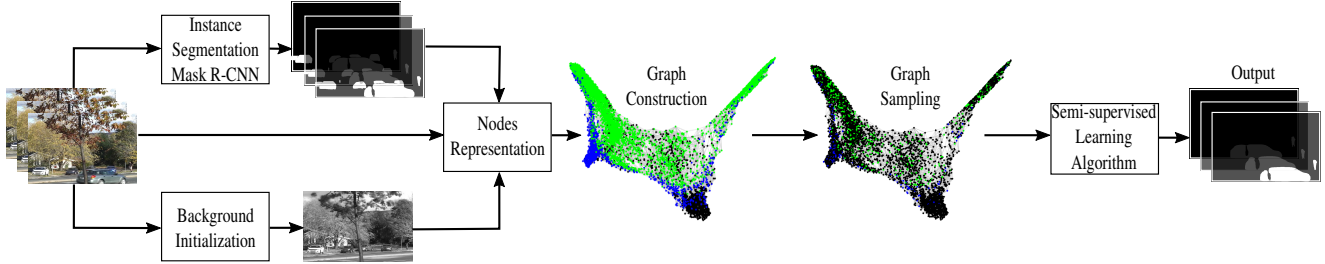 Instance
Segmentation
Mask R-CNN
Background
Initialization
Nodes
Representation
Graph
Construction
Graph
Sampling
Semi-supervised
Learning
Algorithm
Output